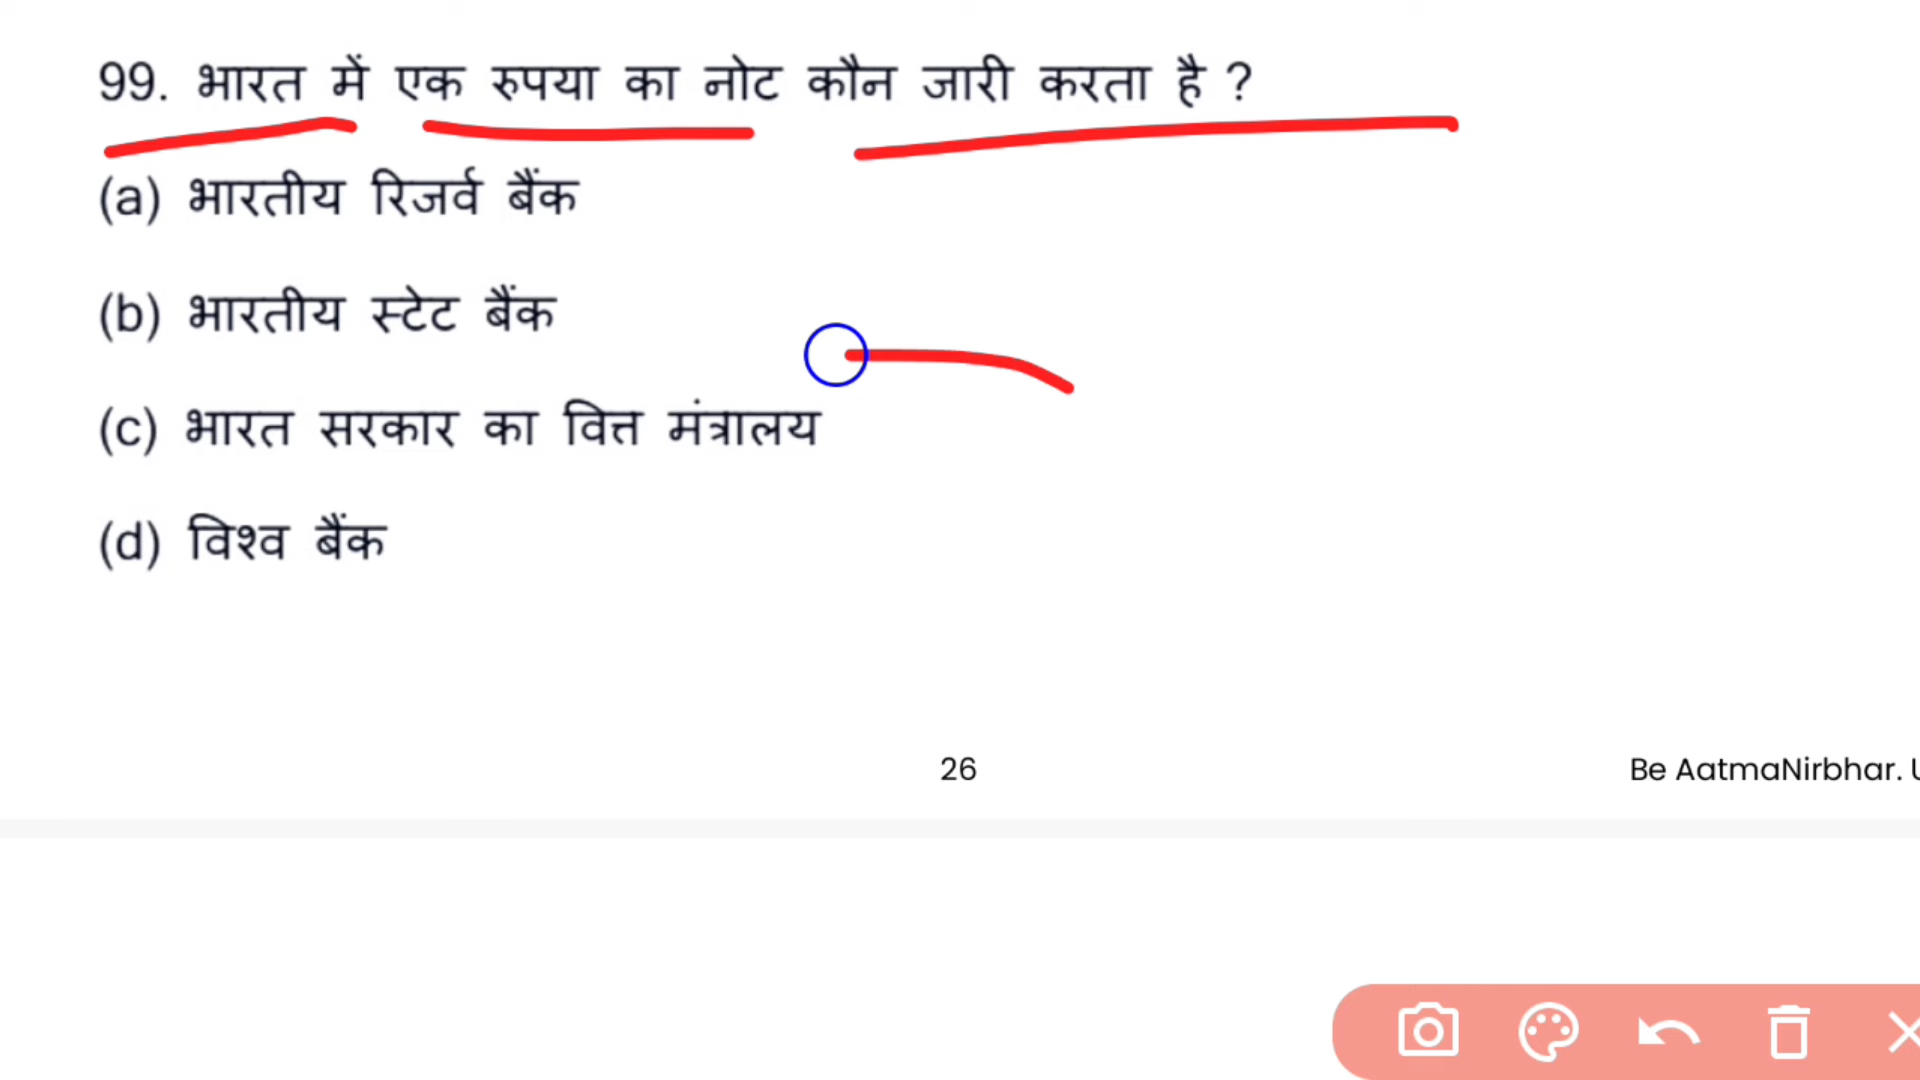 99. भारत में एक रुपया का नोट कौन जारी करता है ?
(a) भारतीय रिजर्व बैंक
(b) भारतीय स्टेट बैंक
(c) भारत सरकार का वित्त मंत्रालय
(d) विश्व बैंक
26
Be AatmaNirbhar.